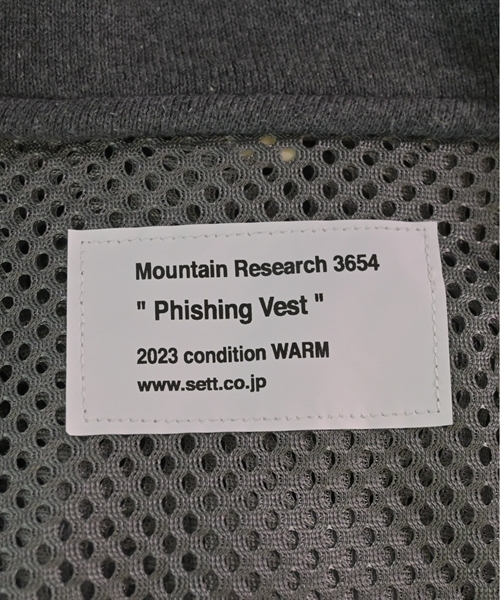 Mountain Research 3654
" Phishing Vest "
2023 condition WARM
www.sett.co.jp